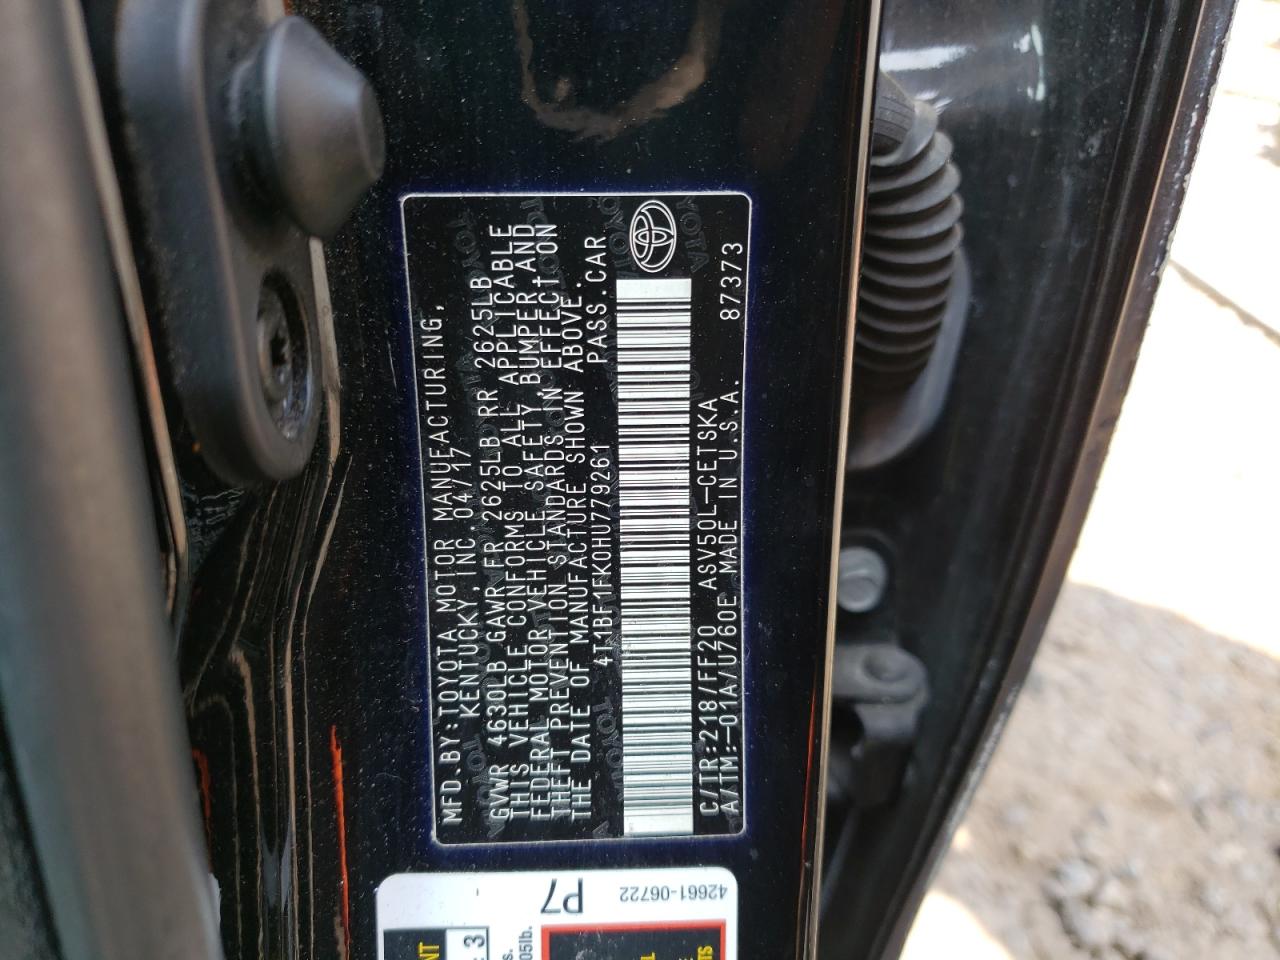 MFD.BY:TOYOTA MOTOR MANUFACTURING,
KENTUCKY,INC. 04/17
GVWR 4630LB GAWR FR 2625LB RR 2625LB
THIS VEHICLE CONFORMS TO ALL APPLICABLE
FEDERAL MOTOR VEHICLE SAFETY,BUMPER,AND
THEFT PREVENTION STANDARDS IN EFFECT ON
THE DATE OF MANUFACTURE SHOWN ABOVE.
4T1BF1FK0HU779261 PASS.CAR
C/TR:218/FF20 ASV50L-CETSKA
A/TM:-01A/U760E MADE IN U.S.A. 87373
42661-06722
P7
3
05lb.